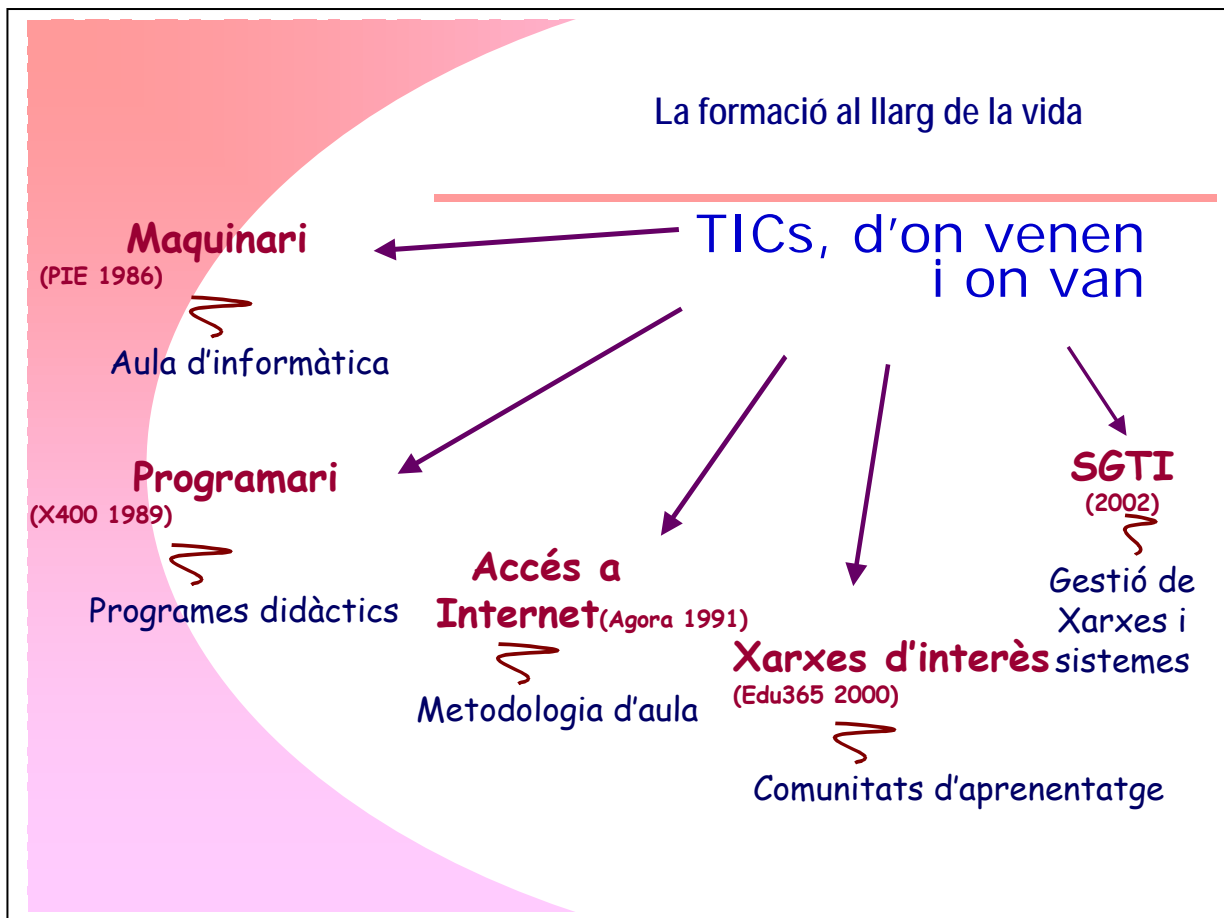 La formació al llarg de la vida
TICs, d'on venen
i on van
Maquinari
(PIE 1986)
Aula d'informàtica
Programari
(X400 1989)
Programes didàctics
Accés a
Internet(Agora 1991)
Metodologia d'aula
Xarxes d'interès
(Edu365 2000)
Comunitats d'aprenentatge
SGTI
(2002)
Gestió de
Xarxes i
sistemes